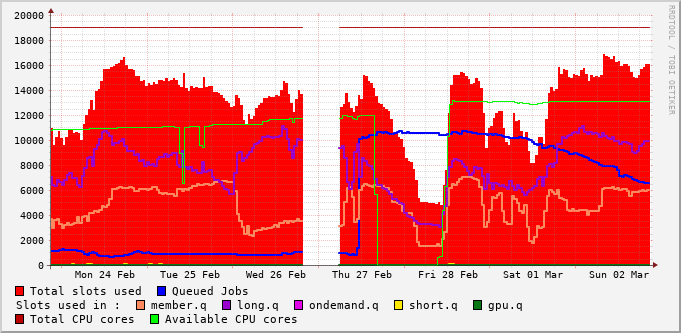 20000
18000
16000
14000
12000
10000
8000
6000
4000
2000
0
Mon 24 Feb Tue 25 Feb Wed 26 Feb Thu 27 Feb Fri 28 Feb Sat 01 Mar Sun 02 Mar
Total slots used Queued Jobs
Slots used in : member.q long.q ondemand.q short.q gpu.q
Total CPU cores Available CPU cores
RRDTOOL / TOBI OETIKER